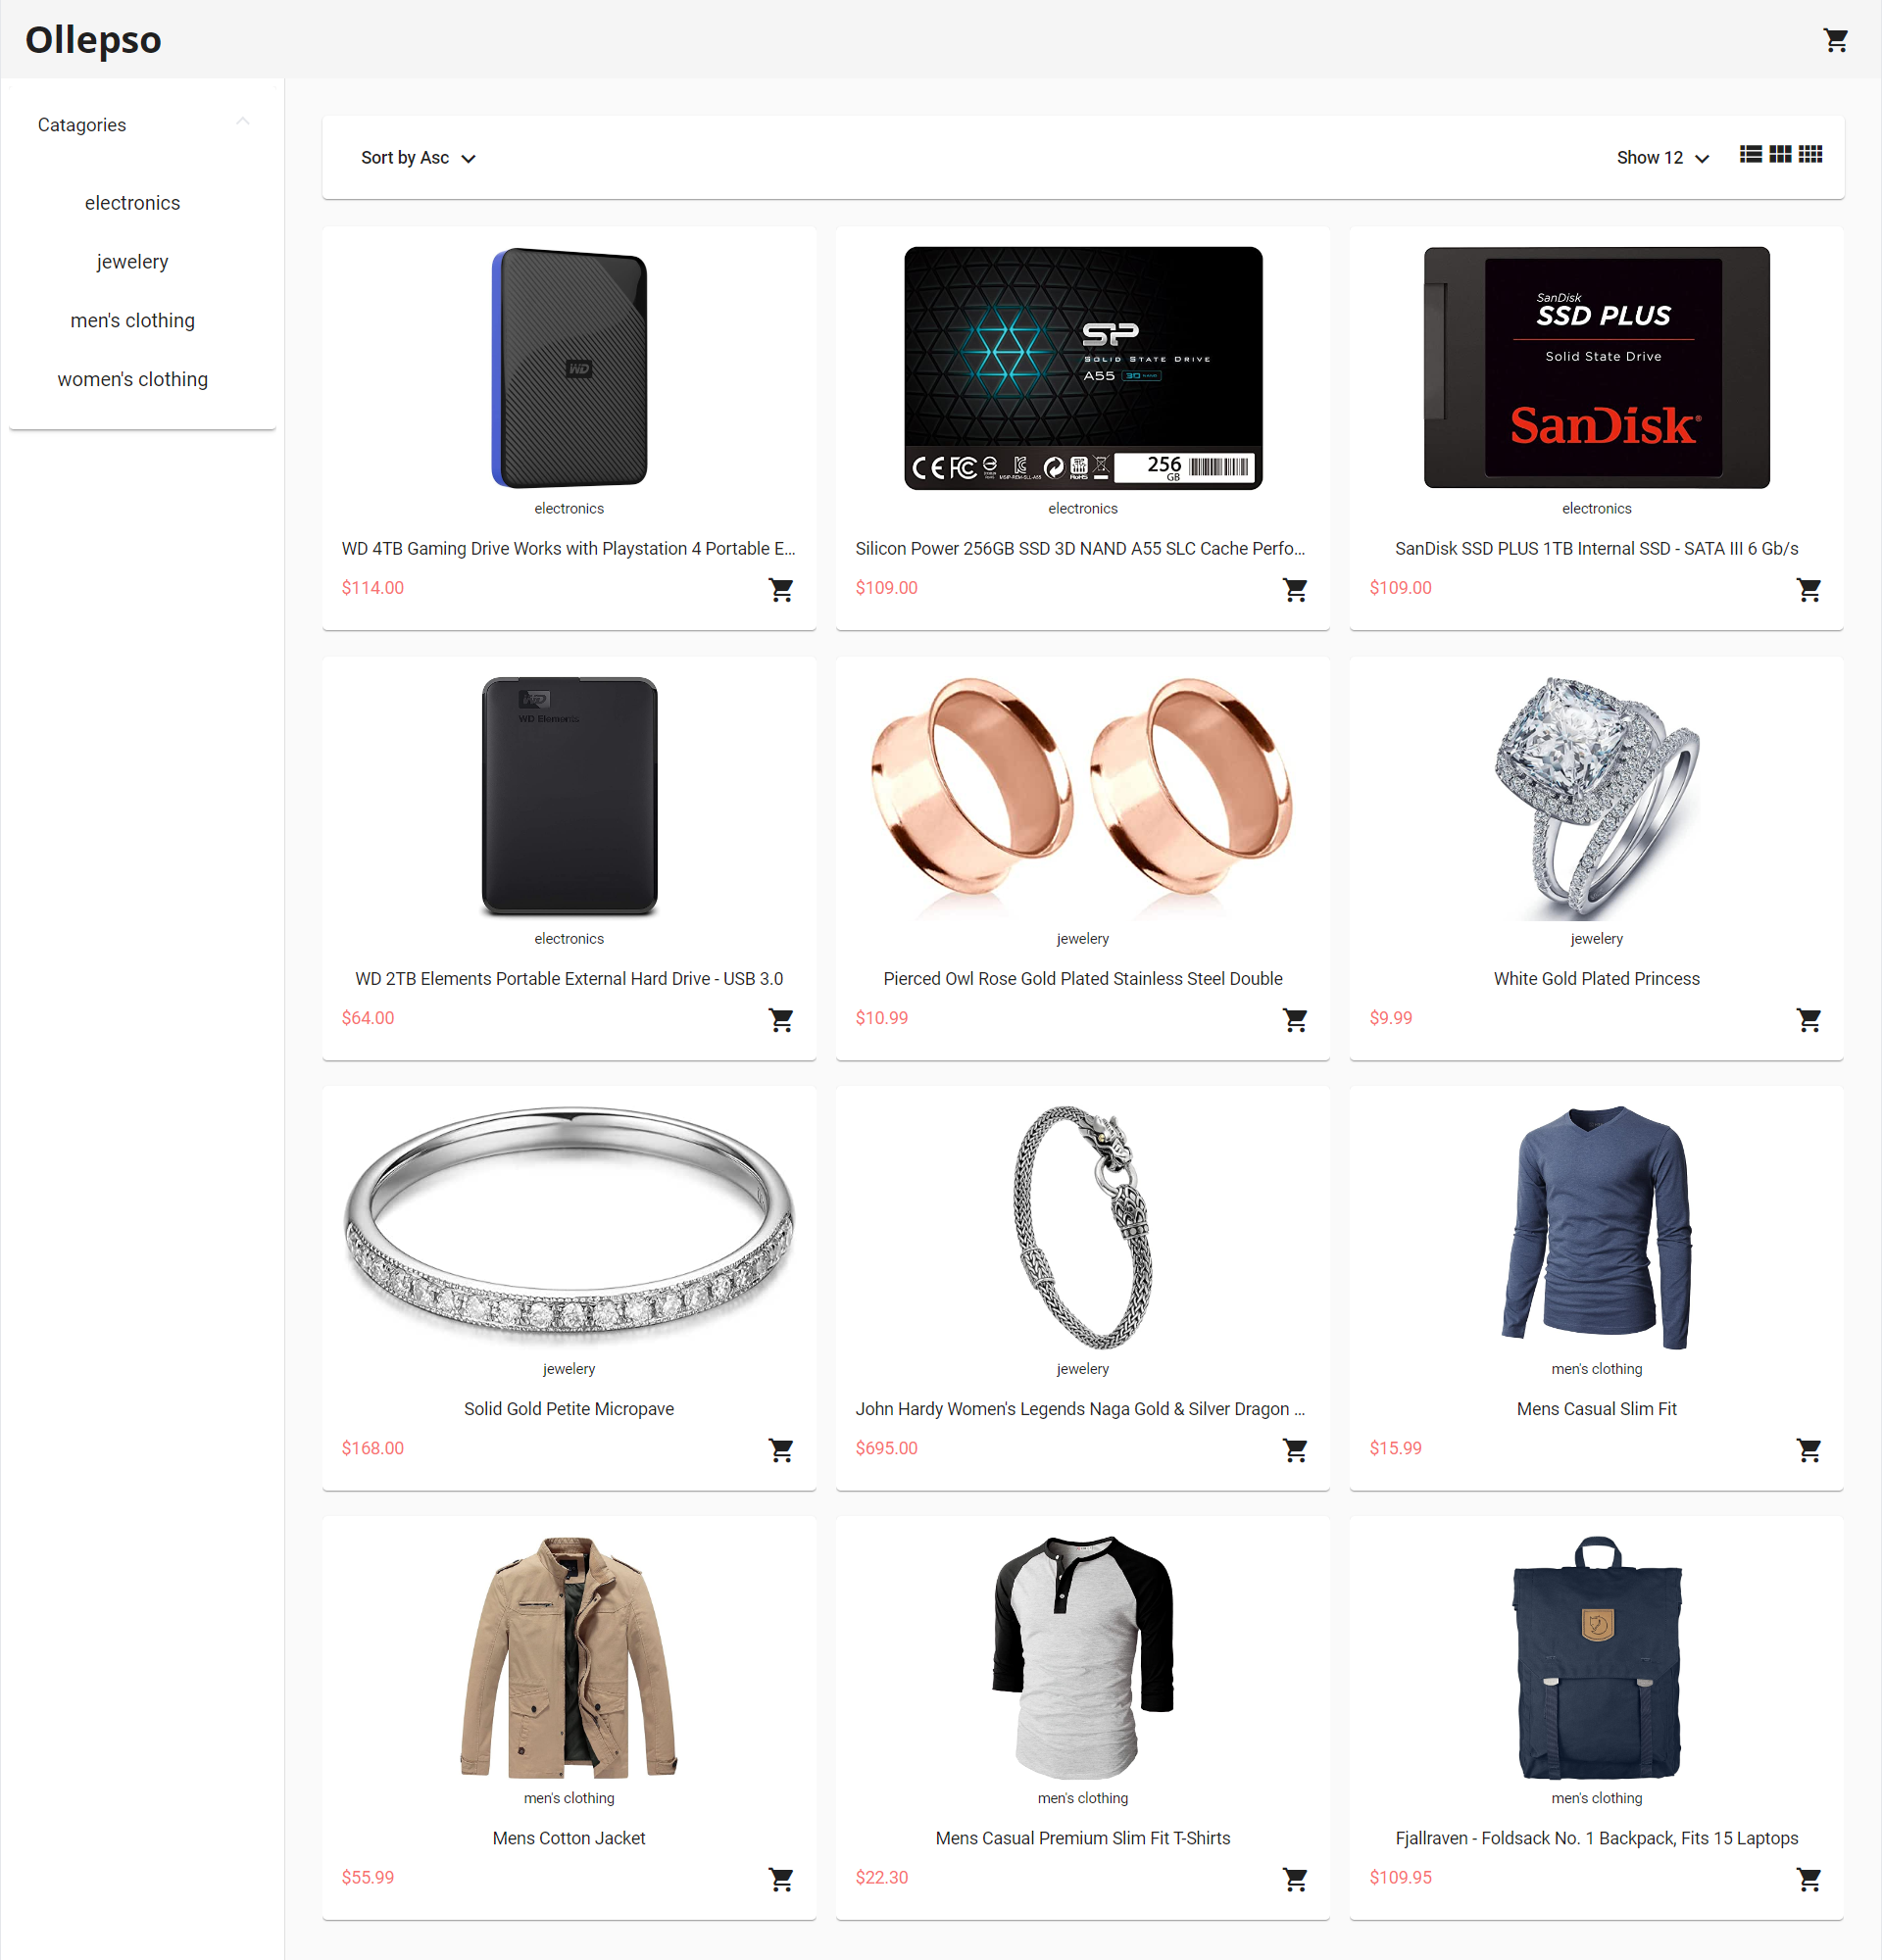 Ollepso
Catagories
electronics
jewelery
men's clothing
women's clothing
Sort by Asc
Show 12
WD
electronics
WD 4TB Gaming Drive Works with Playstation 4 Portable E...
$114.00
SP
SOLID STATE DRIVE
A55 3D NAND
256
GB
electronics
Silicon Power 256GB SSD 3D NAND A55 SLC Cache Perfo...
$109.00
SanDisk
SSD PLUS
Solid State Drive
SanDisk
electronics
SanDisk SSD PLUS 1TB Internal SSD - SATA III 6 Gb/s
$109.00
WD
WD Elements
electronics
WD 2TB Elements Portable External Hard Drive - USB 3.0
$64.00
jewelery
Pierced Owl Rose Gold Plated Stainless Steel Double
$10.99
jewelery
White Gold Plated Princess
$9.99
jewelery
Solid Gold Petite Micropave
$168.00
jewelery
John Hardy Women's Legends Naga Gold & Silver Dragon ...
$695.00
men's clothing
Mens Casual Slim Fit
$15.99
men's clothing
Mens Cotton Jacket
$55.99
men's clothing
Mens Casual Premium Slim Fit T-Shirts
$22.30
men's clothing
Fjallraven - Foldsack No. 1 Backpack, Fits 15 Laptops
$109.95